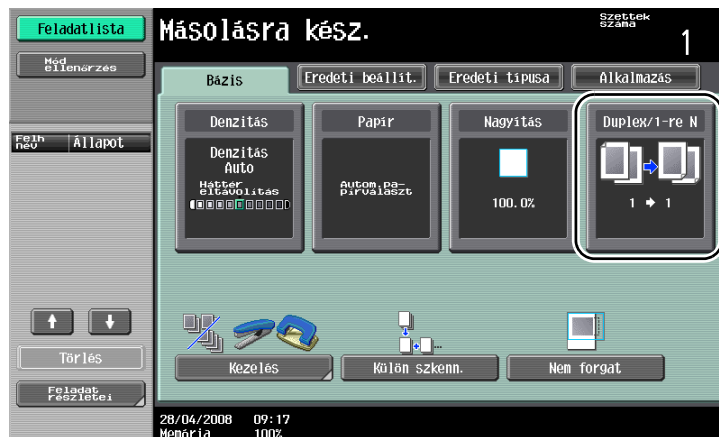 Feladatlista
Mód
ellenőrzés
Felh
név
Állapot
Törlés
Feladat
részletei
Másolásra kész.
Szettek
száma
1
Bázis
Eredeti beállít.
Eredeti típusa
Alkalmazás
Denzitás
Denzitás
Auto
Háttér
eltávolítás
Papír
Autom.pa-
pírválaszt
Nagyítás
100.0%
Duplex/1-re N
1 → 1
Kezelés
Külön szkenn.
Nem forgat
28/04/2008 09:17
Memória 100%